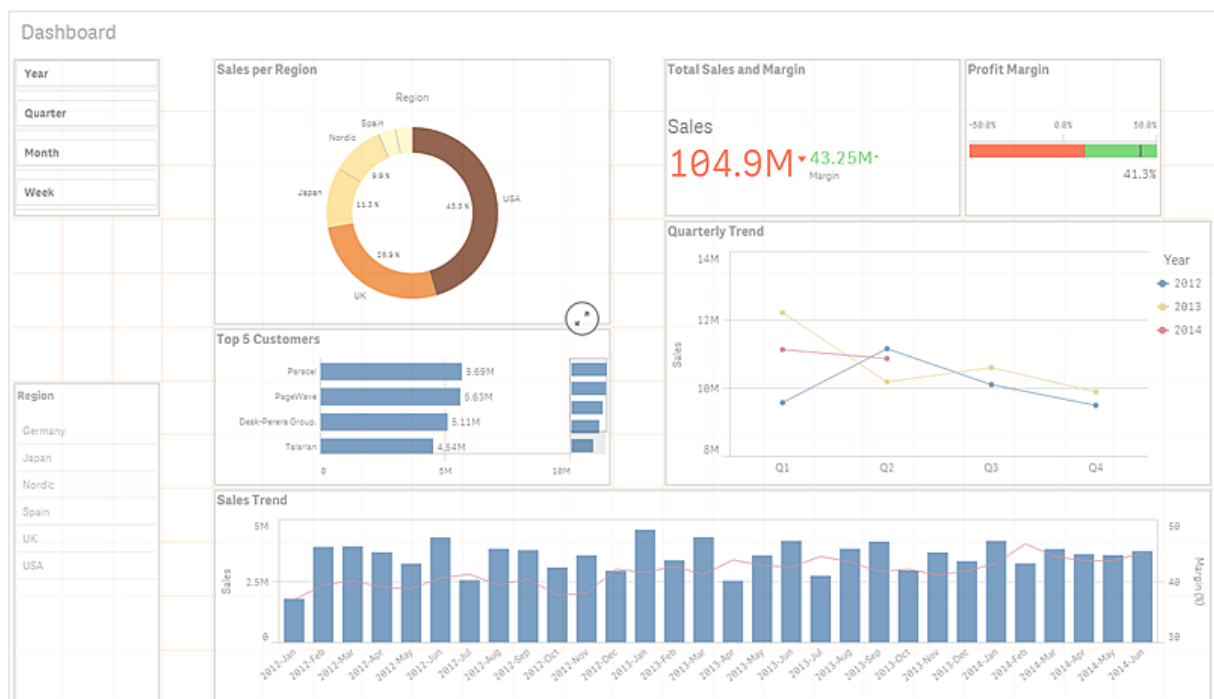 Dashboard
Year
Quarter
Month
Week
Region
Germany
Japan
Nordic
Spain
UK
USA
Sales per Region
Region
Spain
Nordic
Japan
UK
USA
9.9%
11.3%
26.9%
45.5%
Top 5 Customers
Paracel 5.69M
PageWave 5.63M
Desk-Perera Group. 5.11M
Talarian 4.54M
0 5M 10M
Total Sales and Margin
Sales
104.9M 43.25M
Margin
Profit Margin
-50.0% 0.0% 50.0%
41.3%
Quarterly Trend
14M
12M
10M
8M
Sales
Q1 Q2 Q3 Q4
Year
2012
2013
2014
Sales Trend
5M
2.5M
0
Sales
50
40
30
Margin (%)
2012-Jan 2012-Feb 2012-Mar 2012-Apr 2012-May 2012-Jun 2012-Jul 2012-Aug 2012-Sep 2012-Oct 2012-Nov 2012-Dec 2013-Jan 2013-Feb 2013-Mar 2013-Apr 2013-May 2013-Jun 2013-Jul 2013-Aug 2013-Sep 2013-Oct 2013-Nov 2013-Dec 2014-Jan 2014-Feb 2014-Mar 2014-Apr 2014-May 2014-Jun